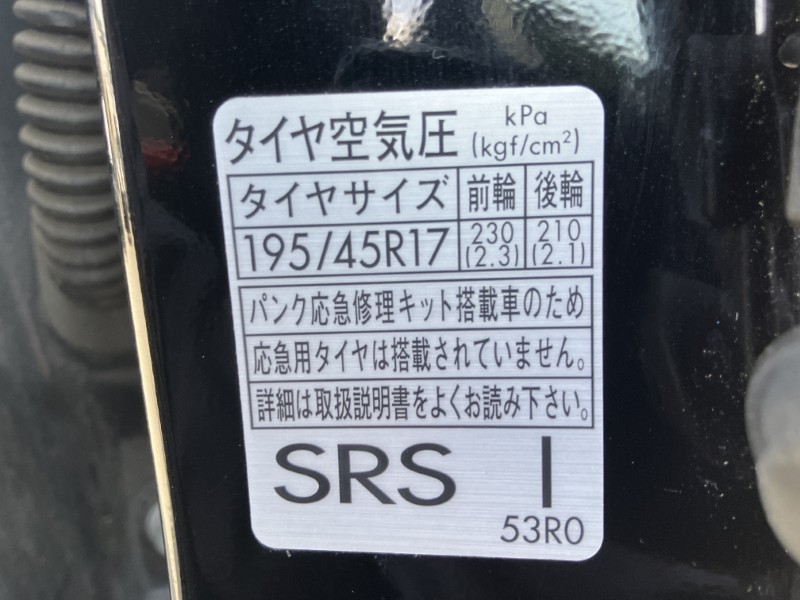 タイヤ空気圧 kPa (kgf/cm²)
タイヤサイズ 前輪 後輪
195/45R17 230 (2.3) 210 (2.1)
パンク応急修理キット搭載車のため
応急用タイヤは搭載されていません。
詳細は取扱説明書をよくお読み下さい。
SRS I
53R0